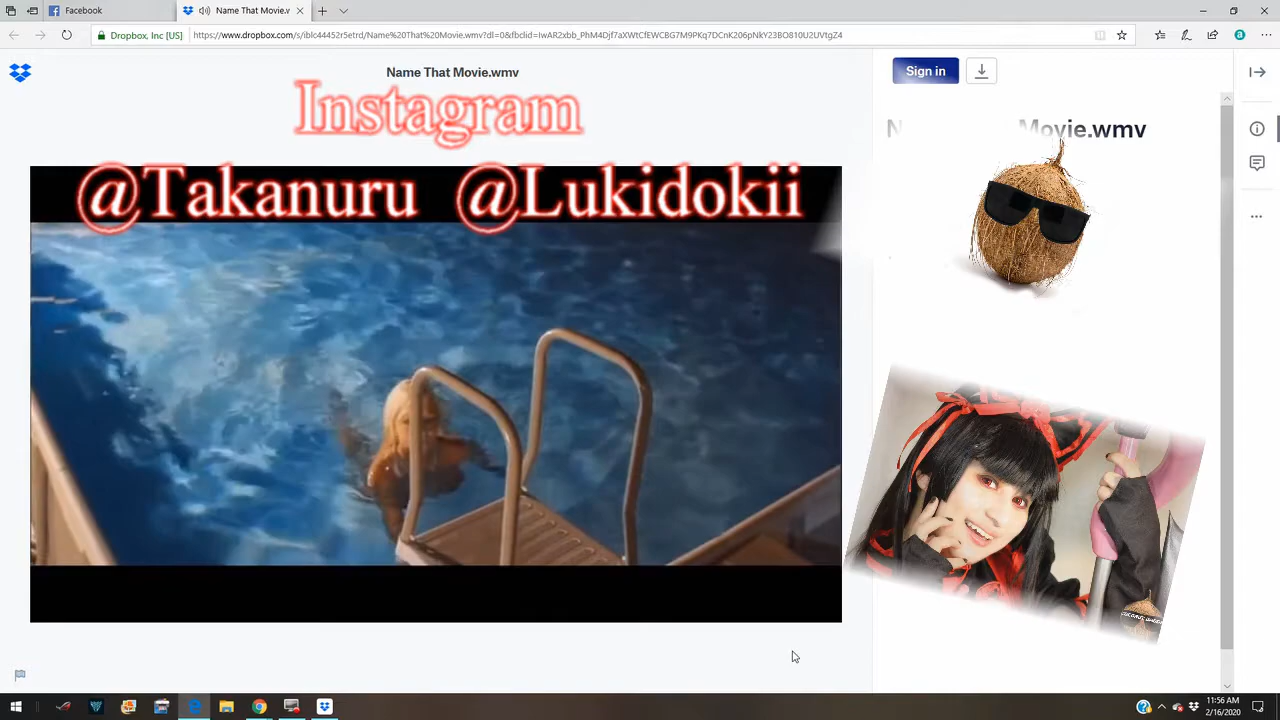 Facebook
Name That Movie.v
Dropbox, Inc [US]
https://www.dropbox.com/s/iblc44452r5etrd/Name%20That%20Movie.wmv?dl=0&fbclid=IwAR2xbb_PhM4Djf7aXWtCfEWCBG7M9PKq7DCnK206pNkY23BO810U2UVtgZ4
Name That Movie.wmv
Sign in
Instagram
N Movie.wmv
@Takanuru @Lukidokii
11:56 AM
2/16/2020